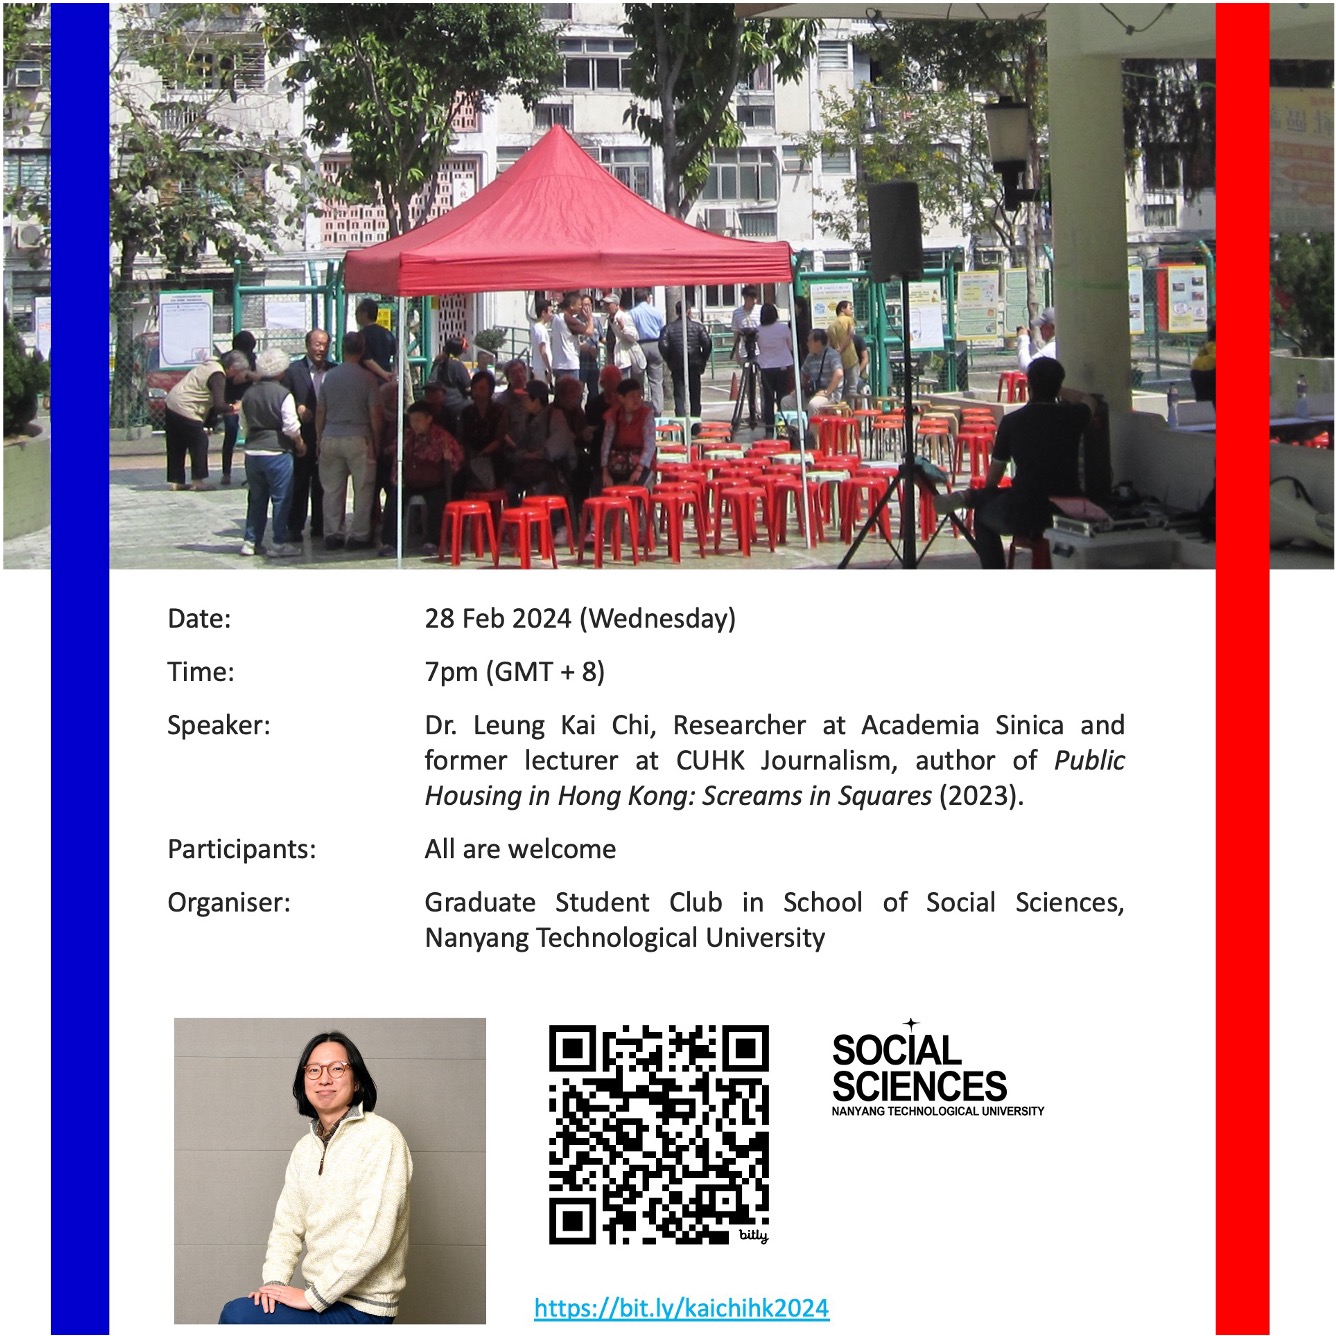 Date: 28 Feb 2024 (Wednesday)
Time: 7pm (GMT + 8)
Speaker: Dr. Leung Kai Chi, Researcher at Academia Sinica and
former lecturer at CUHK Journalism, author of Public
Housing in Hong Kong: Screams in Squares (2023).
Participants: All are welcome
Organiser: Graduate Student Club in School of Social Sciences,
Nanyang Technological University
SOCIAL
SCIENCES
NANYANG TECHNOLOGICAL UNIVERSITY
bitly
https://bit.ly/kaichihk2024